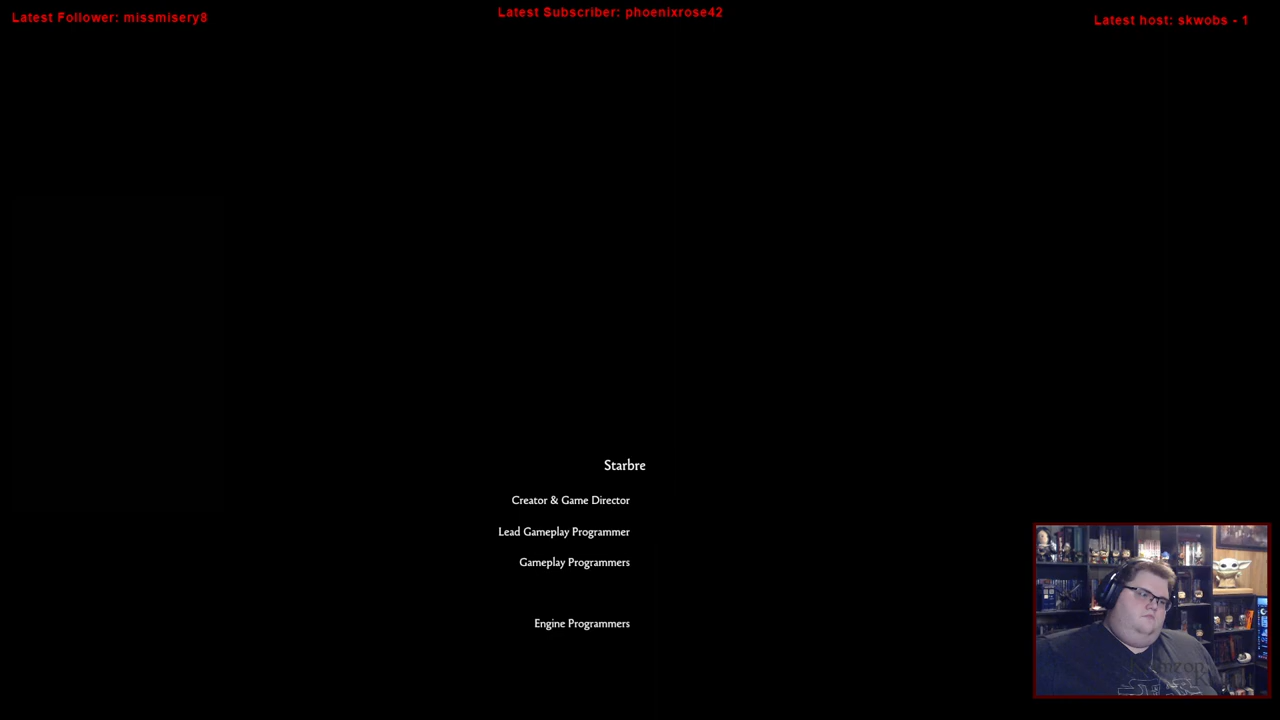 Latest Follower: missmisery8
Latest Subscriber: phoenixrose42
Latest host: skwobs - 1
Starbre
Creator & Game Director
Lead Gameplay Programmer
Gameplay Programmers
Engine Programmers